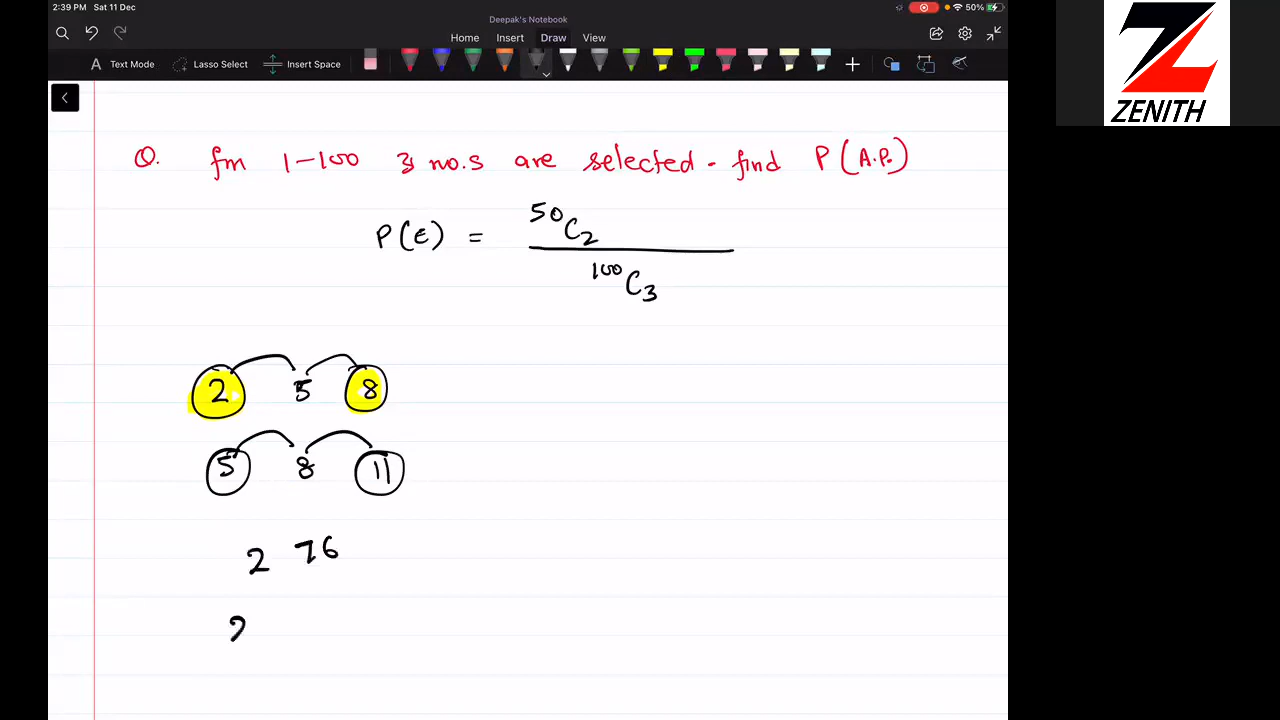 2:39 PM Sat 11 Dec
50%
Deepak's Notebook
Home Insert Draw View
Text Mode Lasso Select Insert Space
ZENITH
Q. fm 1-100 3 no.s are selected. find P(A.P.)
P(E) = ⁵⁰C₂
¹⁰⁰C₃
2 5 8
5 8 11
2 76
2